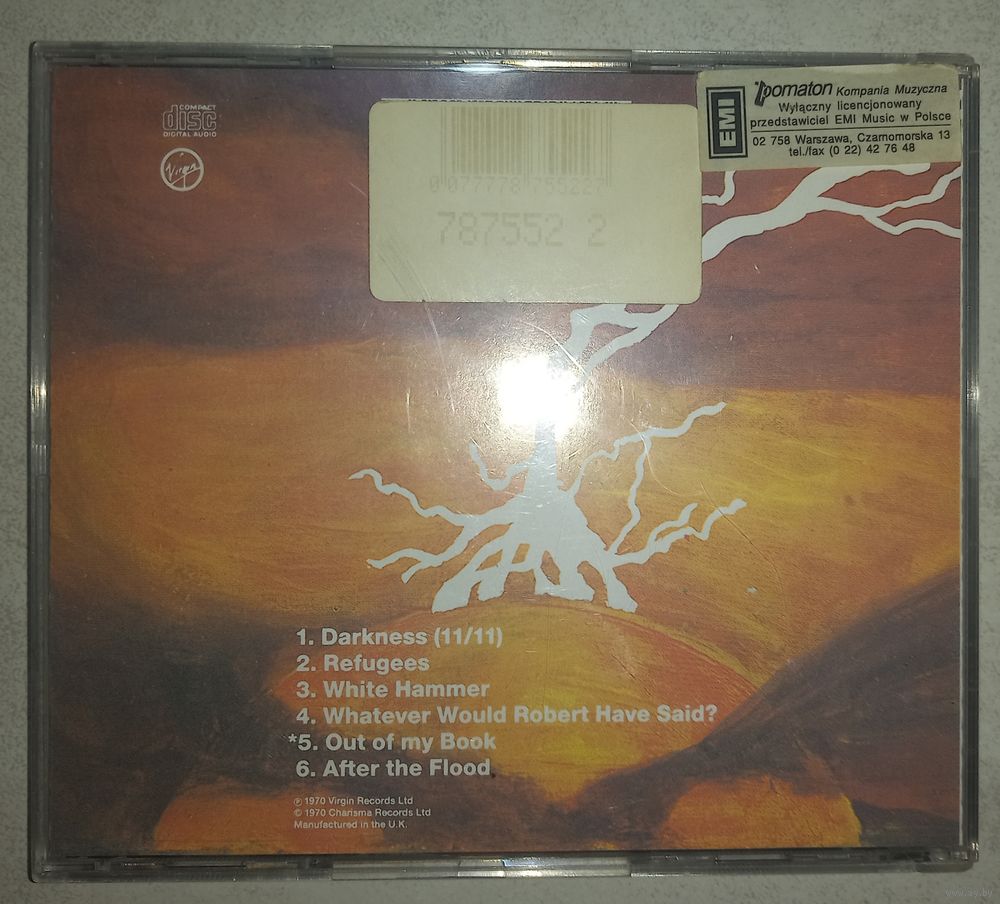 COMPACT
disc
DIGITAL AUDIO
Virgin
787552 2
EMI
Pomaton Kompania Muzyczna
Wyłączny licencjonowany
przedstawiciel EMI Music w Polsce
02 758 Warszawa, Czarnomorska 13
tel./fax (0 22) 42 76 48
1. Darkness (11/11)
2. Refugees
3. White Hammer
4. Whatever Would Robert Have Said?
*5. Out of my Book
6. After the Flood
℗ 1970 Virgin Records Ltd
© 1970 Charisma Records Ltd
Manufactured in the U.K.
www.ay.by